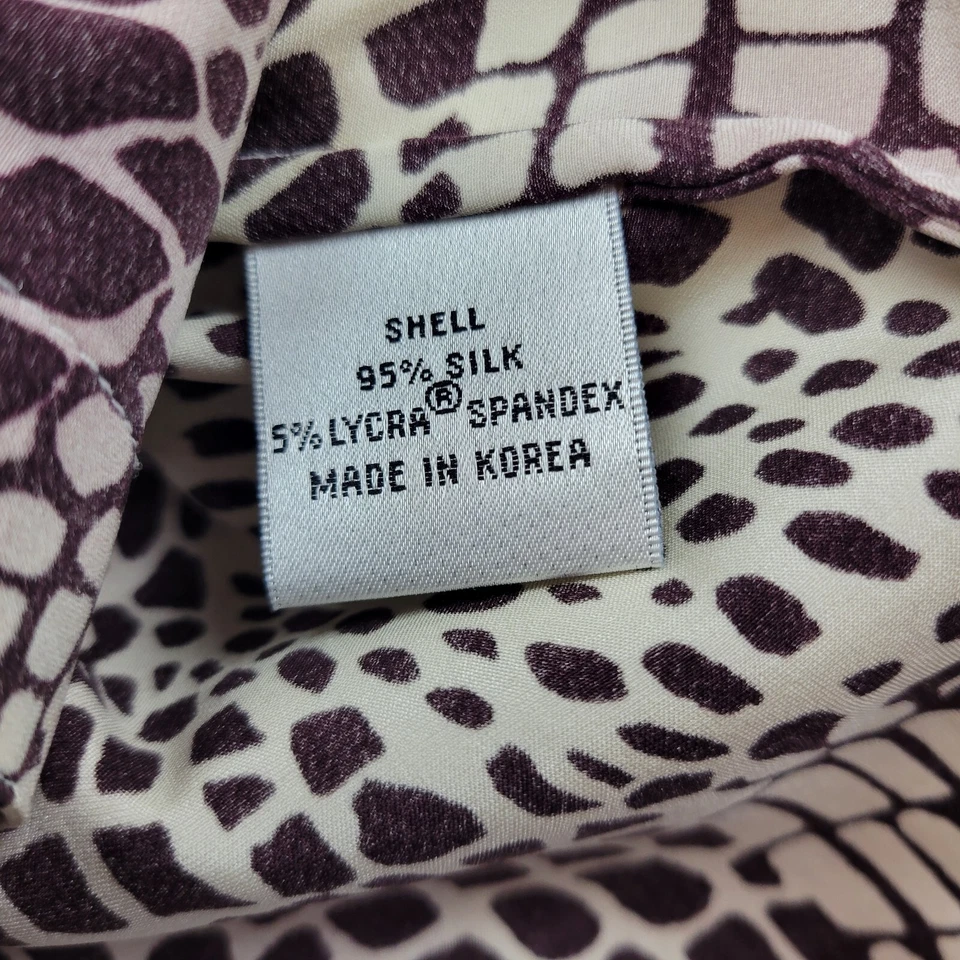 SHELL
95% SILK
5% LYCRA® SPANDEX
MADE IN KOREA